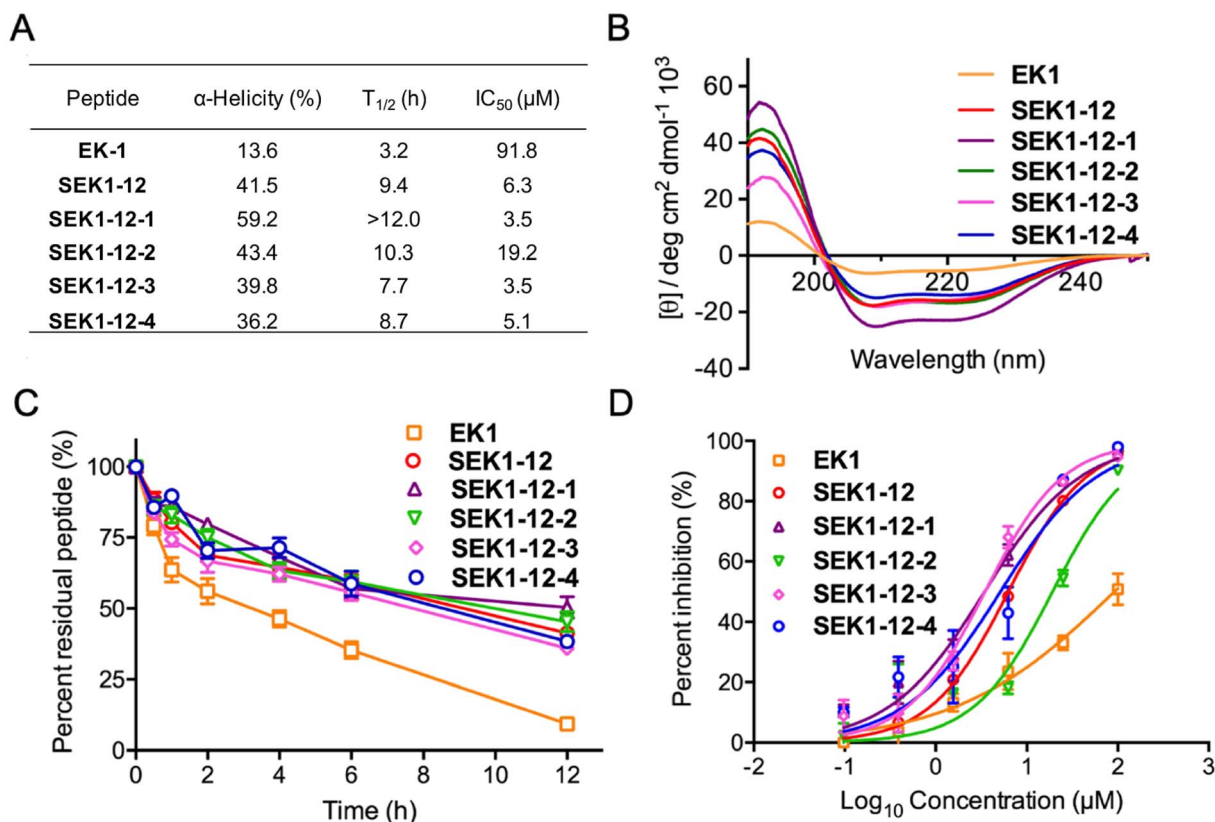 A
Peptide α-Helicity (%) T1/2 (h) IC50 (µM)
EK-1 13.6 3.2 91.8
SEK1-12 41.5 9.4 6.3
SEK1-12-1 59.2 >12.0 3.5
SEK1-12-2 43.4 10.3 19.2
SEK1-12-3 39.8 7.7 3.5
SEK1-12-4 36.2 8.7 5.1
B
[θ] / deg cm² dmol⁻¹ 10³
60
40
20
0
-20
-40
200 220 240
Wavelength (nm)
EK1
SEK1-12
SEK1-12-1
SEK1-12-2
SEK1-12-3
SEK1-12-4
C
Percent residual peptide (%)
100
75
50
25
0
0 2 4 6 8 10 12
Time (h)
EK1
SEK1-12
SEK1-12-1
SEK1-12-2
SEK1-12-3
SEK1-12-4
D
Percent inhibition (%)
100
80
60
40
20
0
-2 -1 0 1 2 3
Log10 Concentration (µM)
EK1
SEK1-12
SEK1-12-1
SEK1-12-2
SEK1-12-3
SEK1-12-4